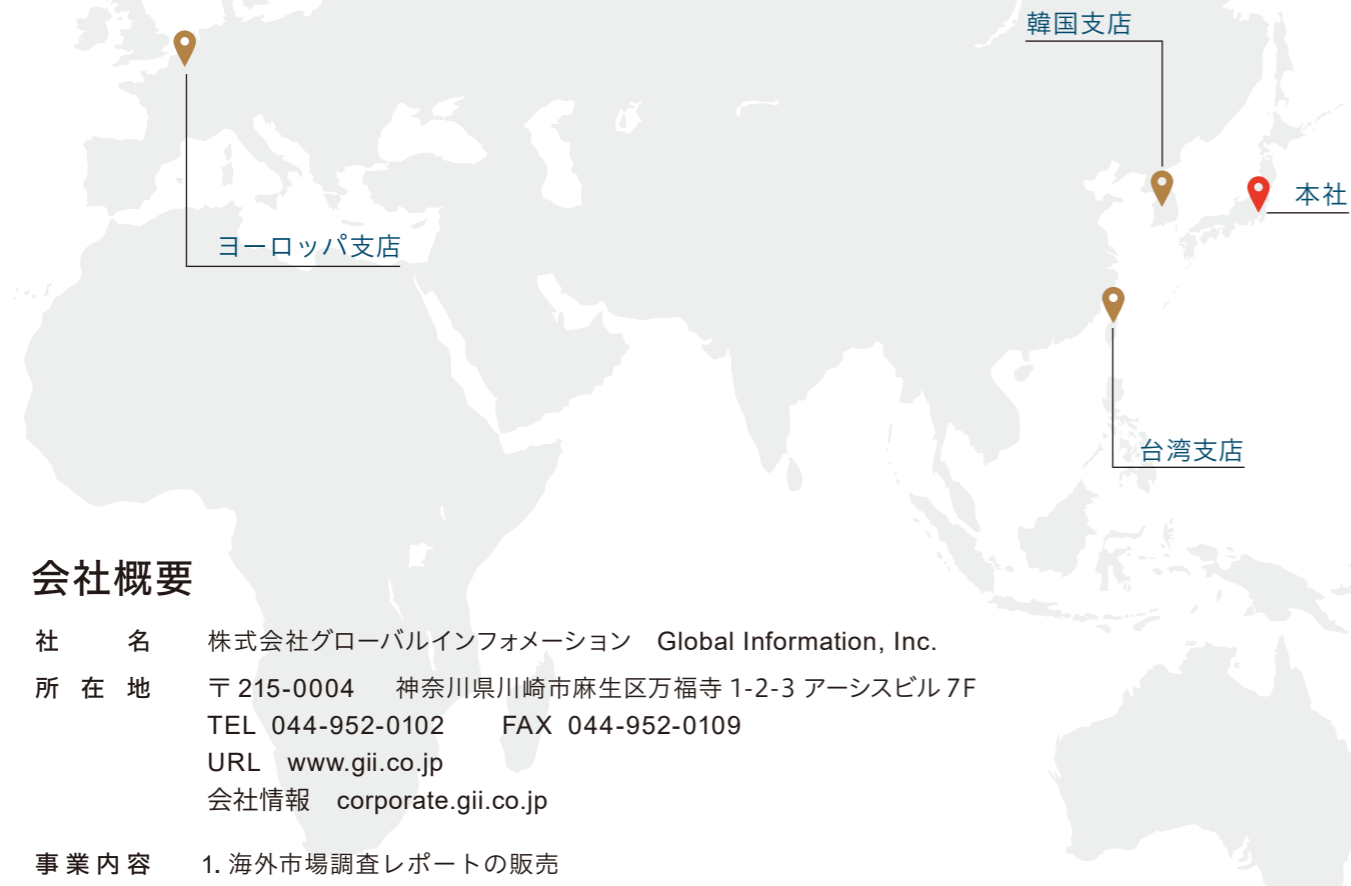 韓国支店
本社
ヨーロッパ支店
台湾支店
会社概要
社名 株式会社グローバルインフォメーション Global Information, Inc.
所在地 〒215-0004 神奈川県川崎市麻生区万福寺 1-2-3 アーシスビル 7F
TEL 044-952-0102 FAX 044-952-0109
URL www.gii.co.jp
会社情報 corporate.gii.co.jp
事業内容 1. 海外市場調査レポートの販売